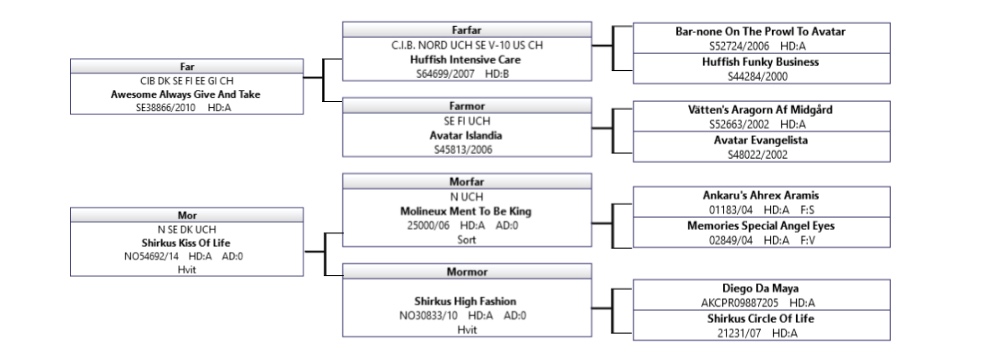 Far
CIB DK SE FI EE GI CH
Awesome Always Give And Take
SE38866/2010 HD:A
Mor
N SE DK UCH
Shirkus Kiss Of Life
NO54692/14 HD:A AD:0
Hvit
Farfar
C.I.B. NORD UCH SE V-10 US CH
Huffish Intensive Care
S64699/2007 HD:B
Farmor
SE FI UCH
Avatar Islandia
S45813/2006
Morfar
N UCH
Molineux Ment To Be King
25000/06 HD:A AD:0
Sort
Mormor
Shirkus High Fashion
NO30833/10 HD:A AD:0
Hvit
Bar-none On The Prowl To Avatar
S52724/2006 HD:A
Huffish Funky Business
S44284/2000
Vätten's Aragorn Af Midgård
S52663/2002 HD:A
Avatar Evangelista
S48022/2002
Ankaru's Ahrex Aramis
01183/04 HD:A F:S
Memories Special Angel Eyes
02849/04 HD:A F:V
Diego Da Maya
AKCPR09887205 HD:A
Shirkus Circle Of Life
21231/07 HD:A